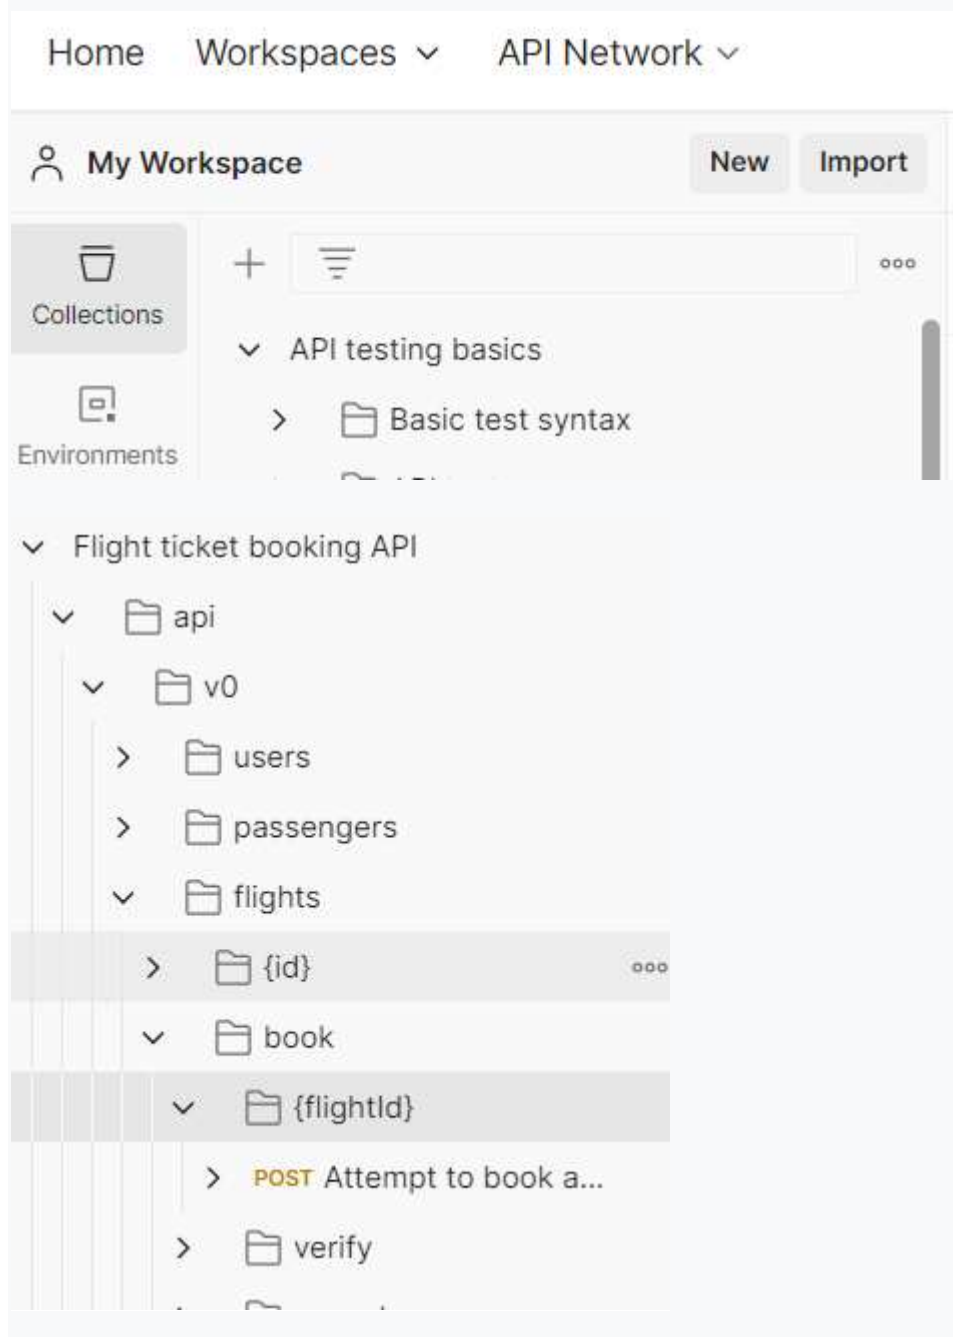 Home Workspaces API Network
My Workspace New Import
Collections
API testing basics
Basic test syntax
Environments
Flight ticket booking API
api
v0
users
passengers
flights
{id}
book
{flightId}
POST Attempt to book a...
verify